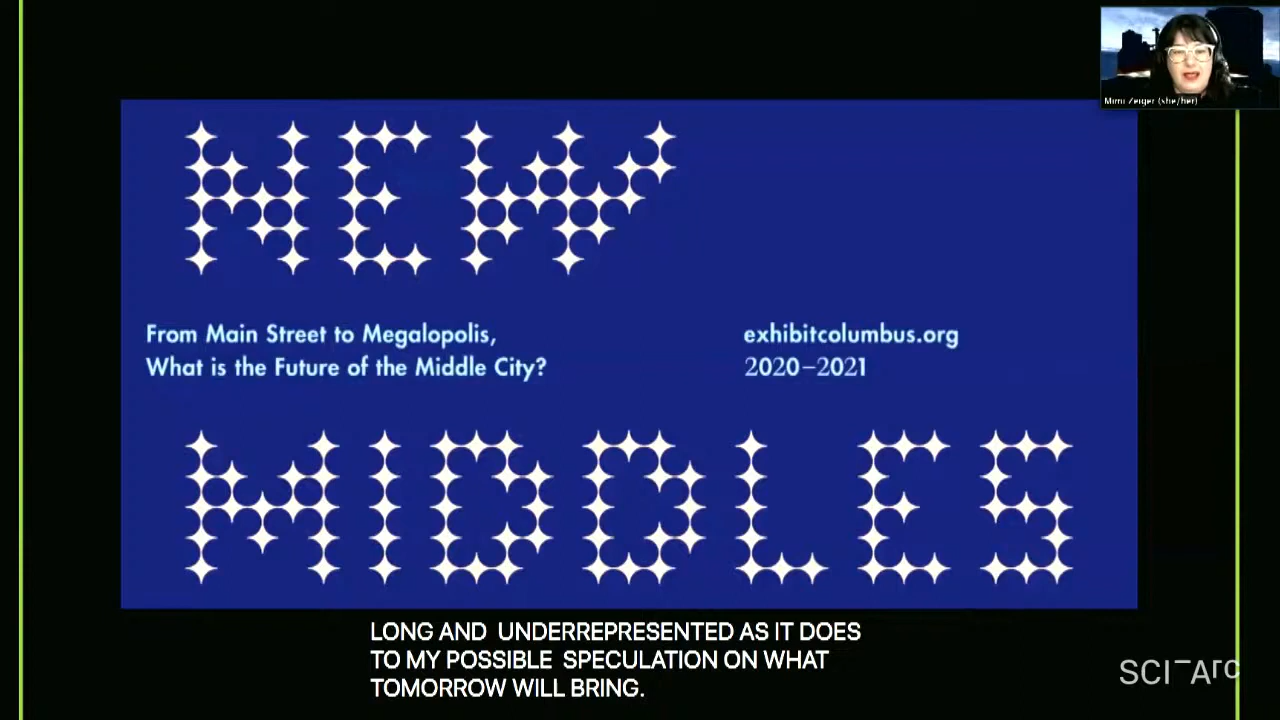 Mimi Zeiger (she/her)
NEW
From Main Street to Megalopolis,
What is the Future of the Middle City?
exhibitcolumbus.org
2020–2021
MIDDLES
LONG AND UNDERREPRESENTED AS IT DOES
TO MY POSSIBLE SPECULATION ON WHAT
TOMORROW WILL BRING.
SCI-Arc